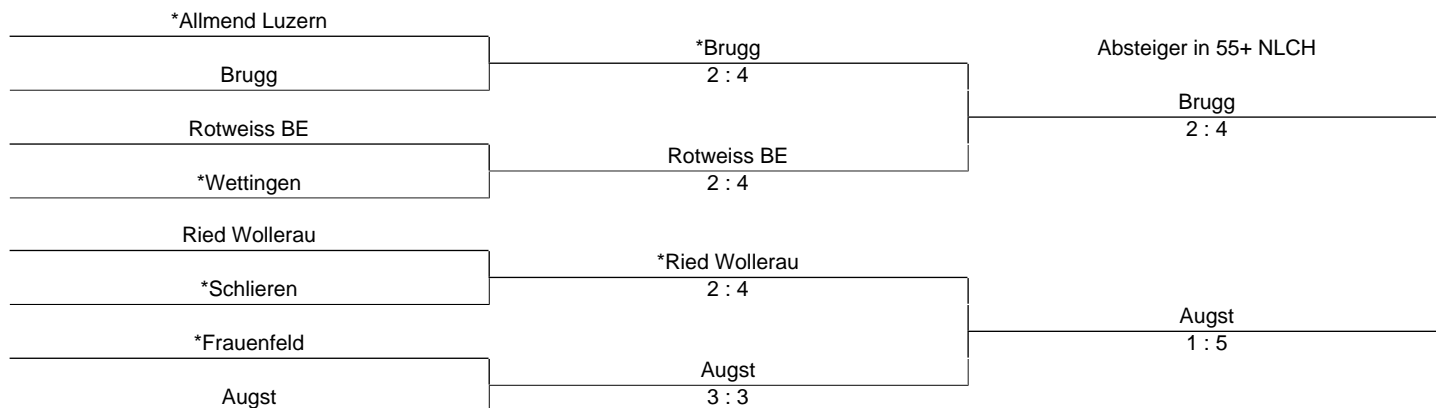 *Allmend Luzern
*Brugg
Absteiger in 55+ NLCH
Brugg
2 : 4
Brugg
Rotweiss BE
2 : 4
Rotweiss BE
*Wettingen
2 : 4
Ried Wollerau
*Ried Wollerau
*Schlieren
2 : 4
Augst
*Frauenfeld
1 : 5
Augst
Augst
3 : 3